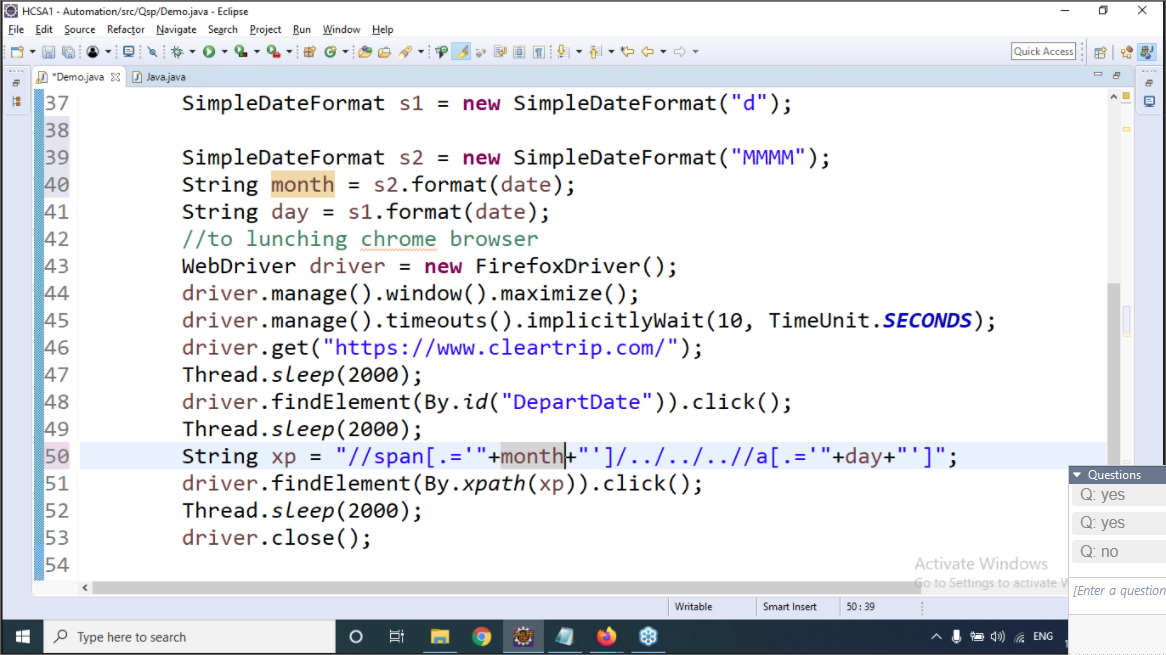 HCSA1 - Automation/src/Qsp/Demo.java - Eclipse
File Edit Source Refactor Navigate Search Project Run Window Help
Quick Access
*Demo.java Java.java
37 SimpleDateFormat s1 = new SimpleDateFormat("d");
38
39 SimpleDateFormat s2 = new SimpleDateFormat("MMMM");
40 String month = s2.format(date);
41 String day = s1.format(date);
42 //to lunching chrome browser
43 WebDriver driver = new FirefoxDriver();
44 driver.manage().window().maximize();
45 driver.manage().timeouts().implicitlyWait(10, TimeUnit.SECONDS);
46 driver.get("https://www.cleartrip.com/");
47 Thread.sleep(2000);
48 driver.findElement(By.id("DepartDate")).click();
49 Thread.sleep(2000);
50 String xp = "//span[.='"+month+"']/../../..//a[.='"+day+"']";
51 driver.findElement(By.xpath(xp)).click();
52 Thread.sleep(2000);
53 driver.close();
54
Questions
Q: yes
Q: yes
Q: no
[Enter a question
Activate Windows
Go to Settings to activate W
Writable Smart Insert 50 : 39
Type here to search
ENG